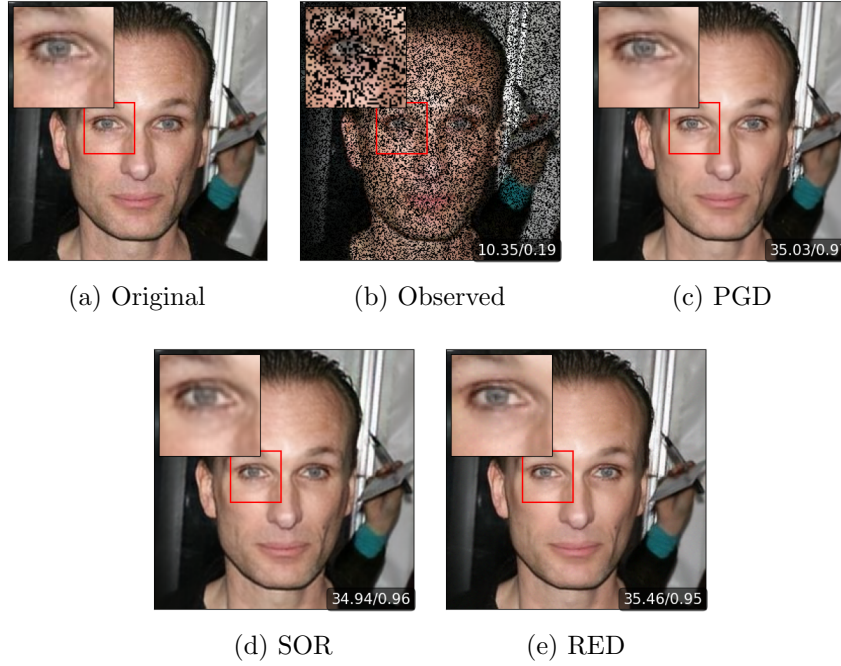 10.35/0.19
35.03/0.97
(a) Original
(b) Observed
(c) PGD
34.94/0.96
35.46/0.95
(d) SOR
(e) RED